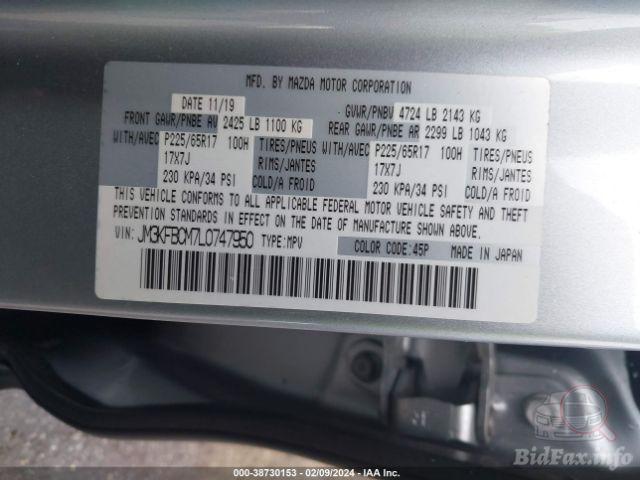 MFD. BY MAZDA MOTOR CORPORATION
DATE 11/19 GVWR/PNBV 4724 LB 2143 KG
FRONT GAWR/PNBE AV 2425 LB 1100 KG REAR GAWR/PNBE AR 2299 LB 1043 KG
WITH/AVEC P225/65R17 100H TIRES/PNEUS WITH/AVEC P225/65R17 100H TIRES/PNEUS
17X7J RIMS/JANTES 17X7J RIMS/JANTES
230 KPA/34 PSI COLD/A FROID 230 KPA/34 PSI COLD/A FROID
THIS VEHICLE CONFORMS TO ALL APPLICABLE FEDERAL MOTOR VEHICLE SAFETY AND THEFT
PREVENTION STANDARDS IN EFFECT ON THE DATE OF MANUFACTURE SHOWN ABOVE.
VIN: JM3KFBCM7L0747950 TYPE:MPV COLOR CODE:45P MADE IN JAPAN
000-38730153 - 02/09/2024 - IAA Inc.
BidFax.info